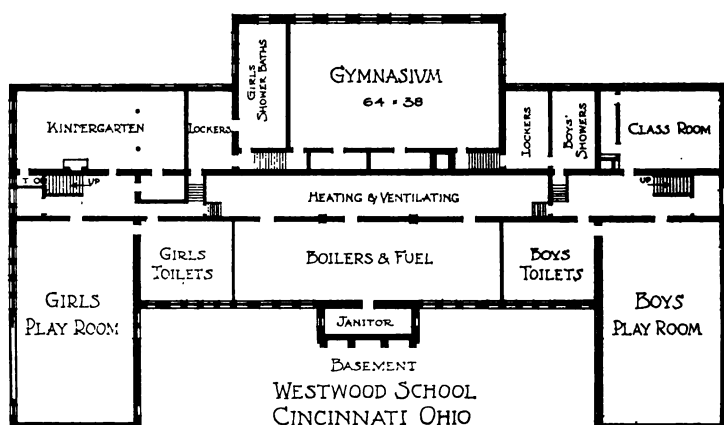 GIRLS
SHOWER BATHS
GYMNASIUM
64 × 38
KINDERGARTEN
LOCKERS
LOCKERS
BOYS'
SHOWERS
CLASS ROOM
UP
UP
HEATING & VENTILATING
GIRLS
TOILETS
BOILERS & FUEL
BOYS
TOILETS
GIRLS
PLAY ROOM
BOYS'
PLAY ROOM
JANITOR
BASEMENT
WESTWOOD SCHOOL
CINCINNATI OHIO